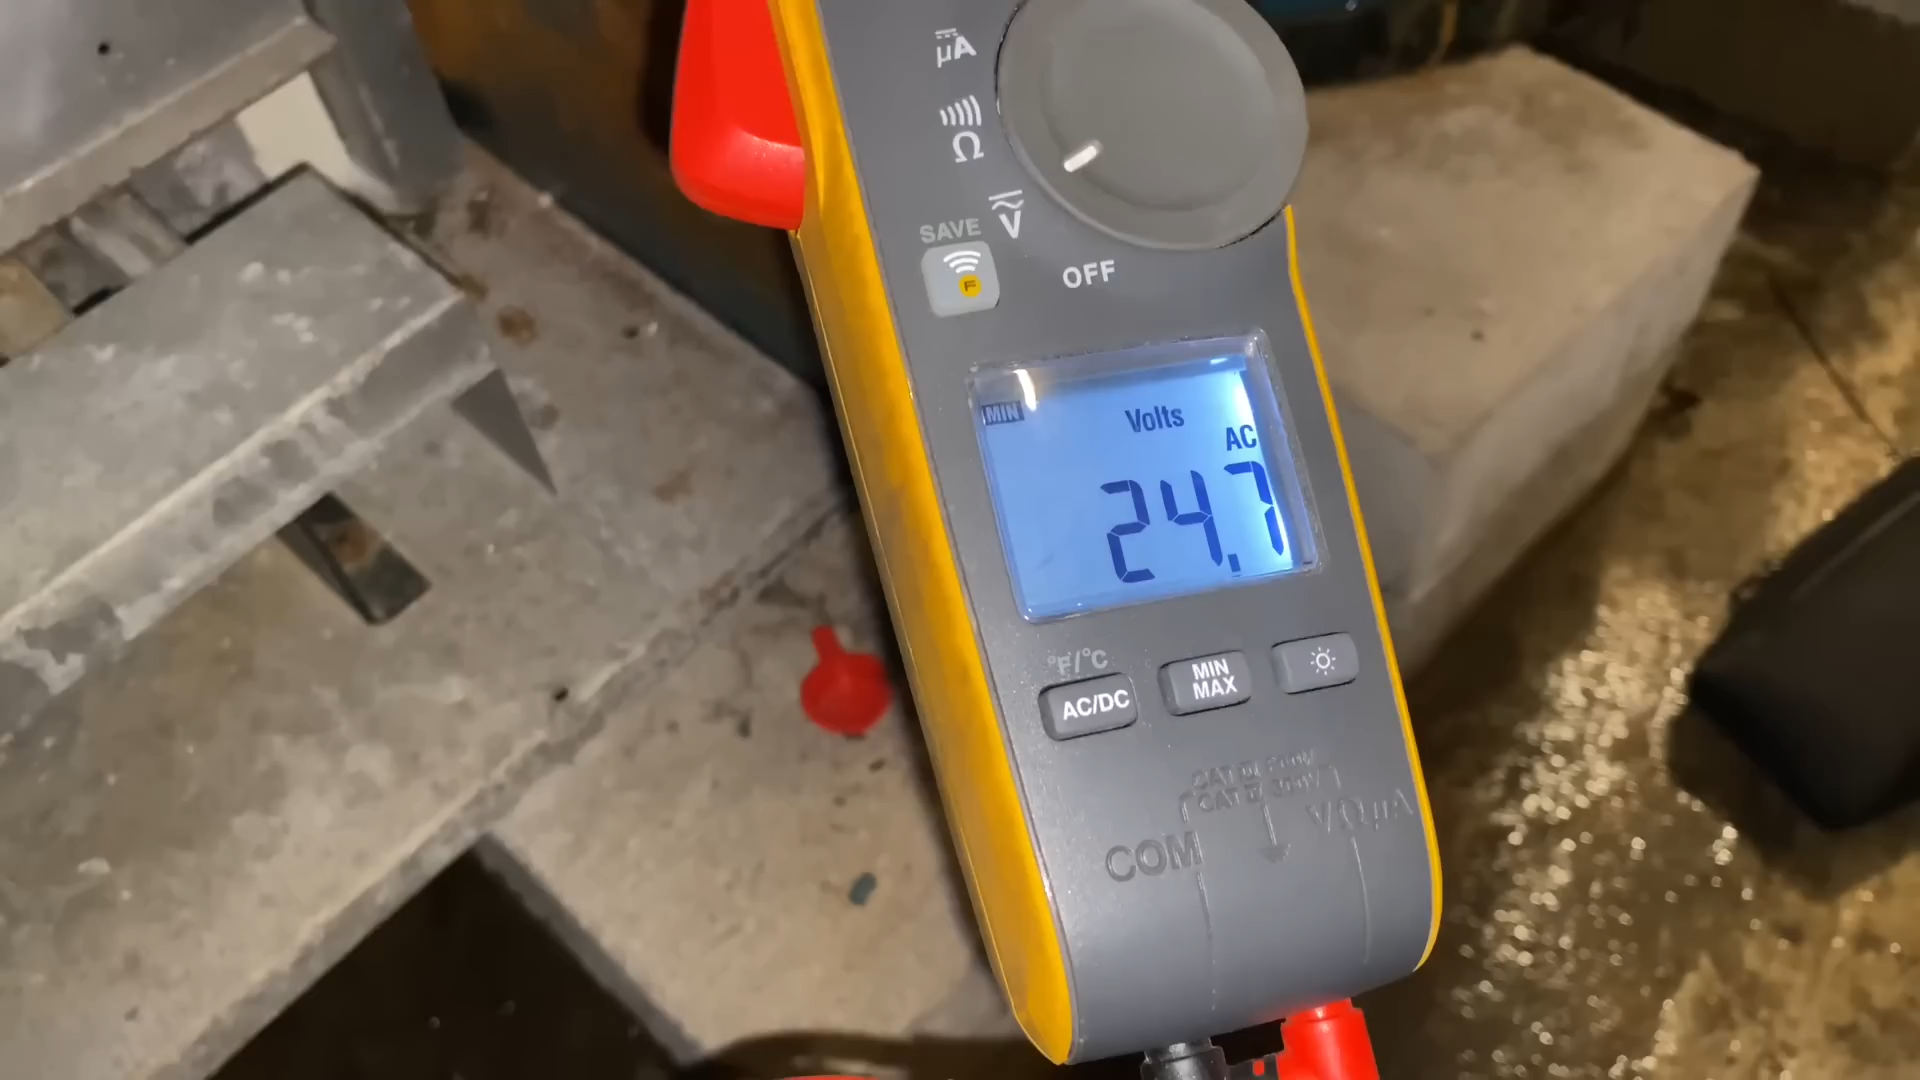 µA
Ω
V
SAVE
F
OFF
MIN
Volts
AC
24.7
°F/°C
AC/DC
MIN
MAX
COM